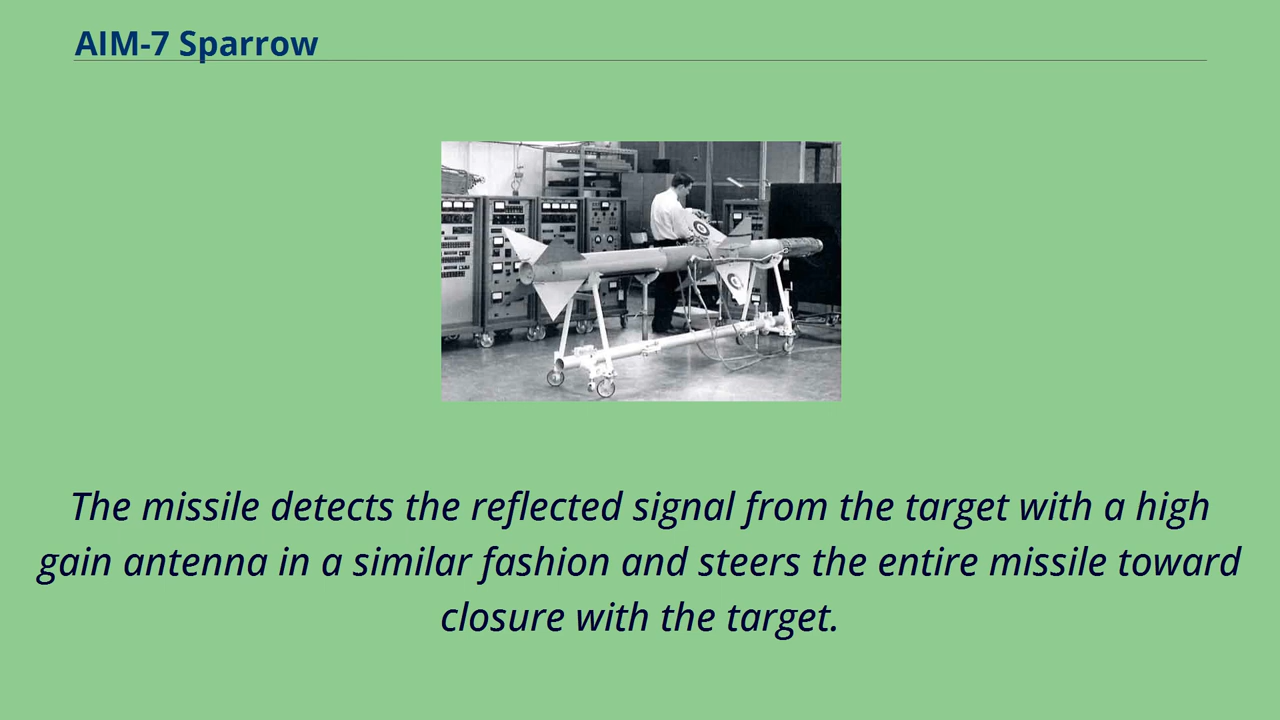 AIM-7 Sparrow
The missile detects the reflected signal from the target with a high
gain antenna in a similar fashion and steers the entire missile toward
closure with the target.